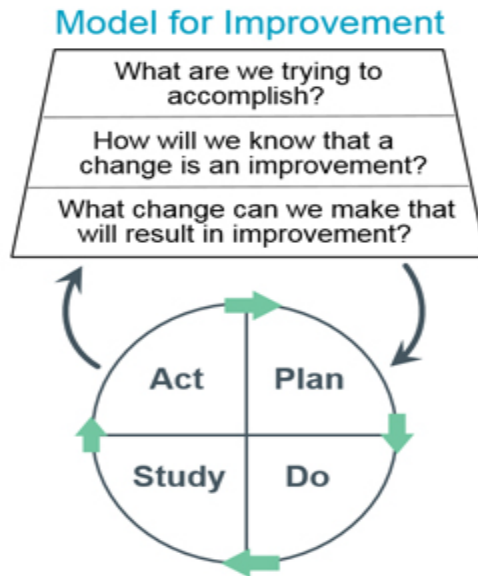 Model for Improvement
What are we trying to
accomplish?
How will we know that a
change is an improvement?
What change can we make that
will result in improvement?
Act
Plan
Study
Do